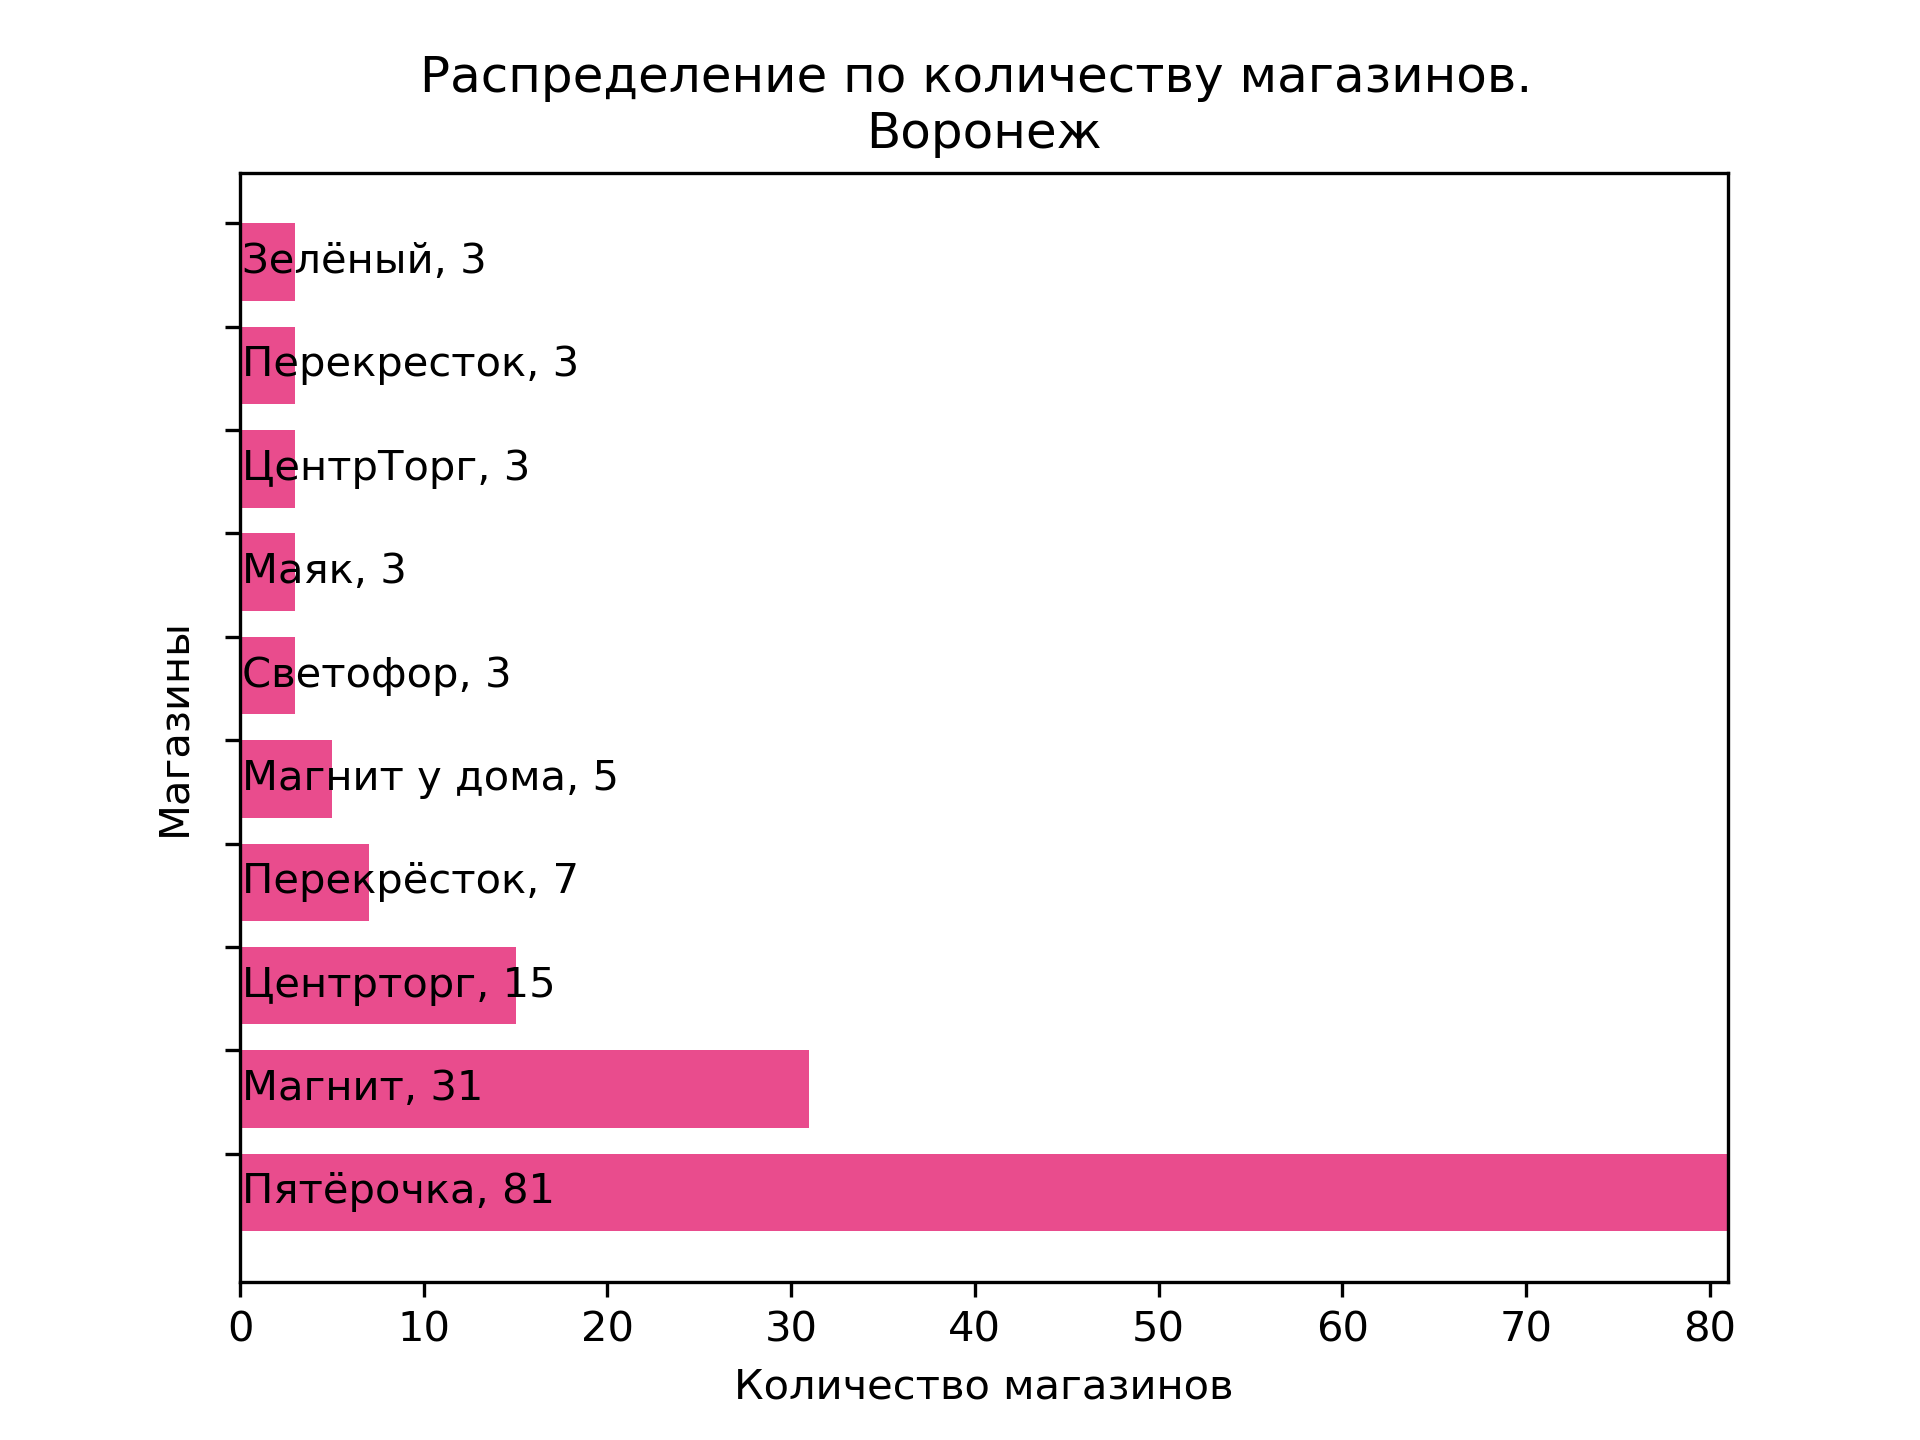 Распределение по количеству магазинов.
Воронеж
Зелёный, 3
Перекресток, 3
ЦентрТорг, 3
Маяк, 3
Светофор, 3
Магнит у дома, 5
Перекрёсток, 7
Центрторг, 15
Магнит, 31
Пятёрочка, 81
Магазины
0 10 20 30 40 50 60 70 80
Количество магазинов